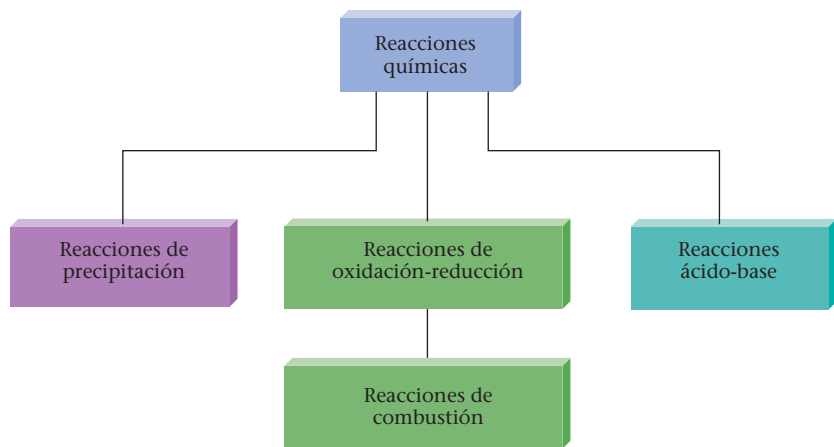 Reacciones
químicas
Reacciones de
precipitación
Reacciones de
oxidación-reducción
Reacciones
ácido-base
Reacciones de
combustión